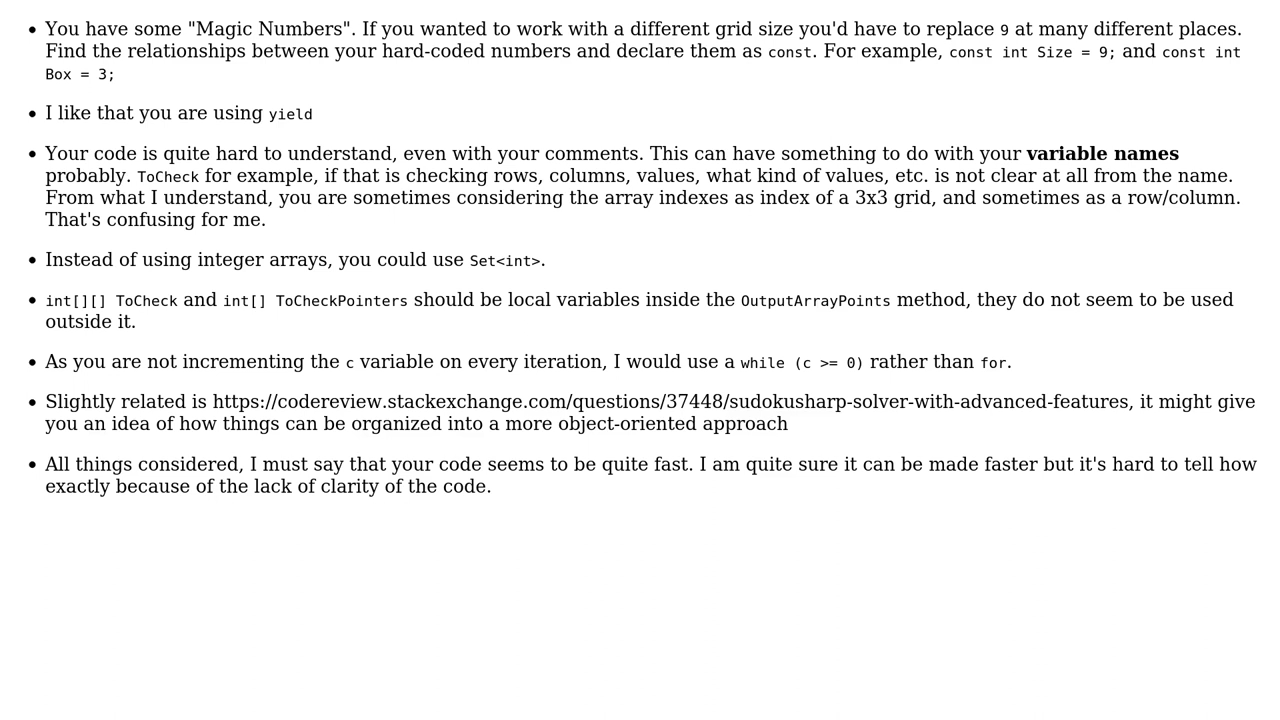 • You have some "Magic Numbers". If you wanted to work with a different grid size you'd have to replace 9 at many different places.
Find the relationships between your hard-coded numbers and declare them as const. For example, const int Size = 9; and const int
Box = 3;
• I like that you are using yield
• Your code is quite hard to understand, even with your comments. This can have something to do with your variable names
probably. ToCheck for example, if that is checking rows, columns, values, what kind of values, etc. is not clear at all from the name.
From what I understand, you are sometimes considering the array indexes as index of a 3x3 grid, and sometimes as a row/column.
That's confusing for me.
• Instead of using integer arrays, you could use Set<int>.
• int[][] ToCheck and int[] ToCheckPointers should be local variables inside the OutputArrayPoints method, they do not seem to be used
outside it.
• As you are not incrementing the c variable on every iteration, I would use a while (c >= 0) rather than for.
• Slightly related is https://codereview.stackexchange.com/questions/37448/sudokusharp-solver-with-advanced-features, it might give
you an idea of how things can be organized into a more object-oriented approach
• All things considered, I must say that your code seems to be quite fast. I am quite sure it can be made faster but it's hard to tell how
exactly because of the lack of clarity of the code.